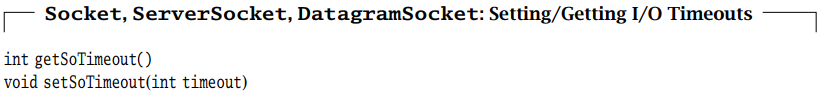 Socket, ServerSocket, DatagramSocket: Setting/Getting I/O Timeouts
int getSoTimeout()
void setSoTimeout(int timeout)